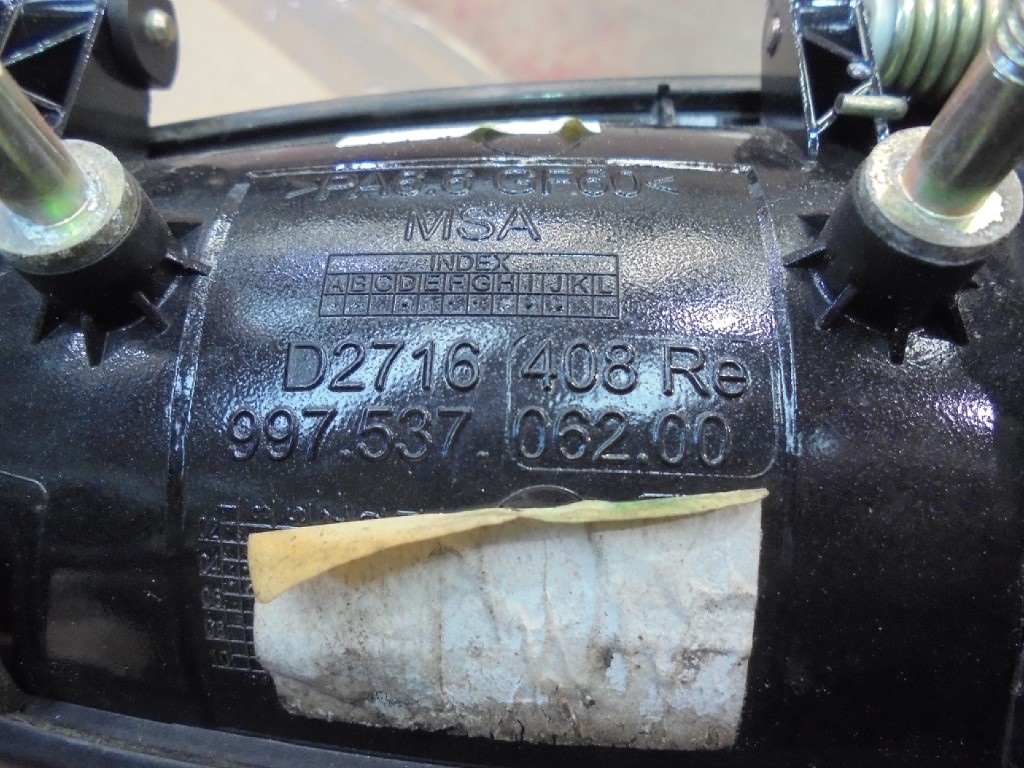 >PA6.6 GF60<
MSA
INDEX
A B C D E F G H I J K L
D2716 408 Re
997.537.062.00